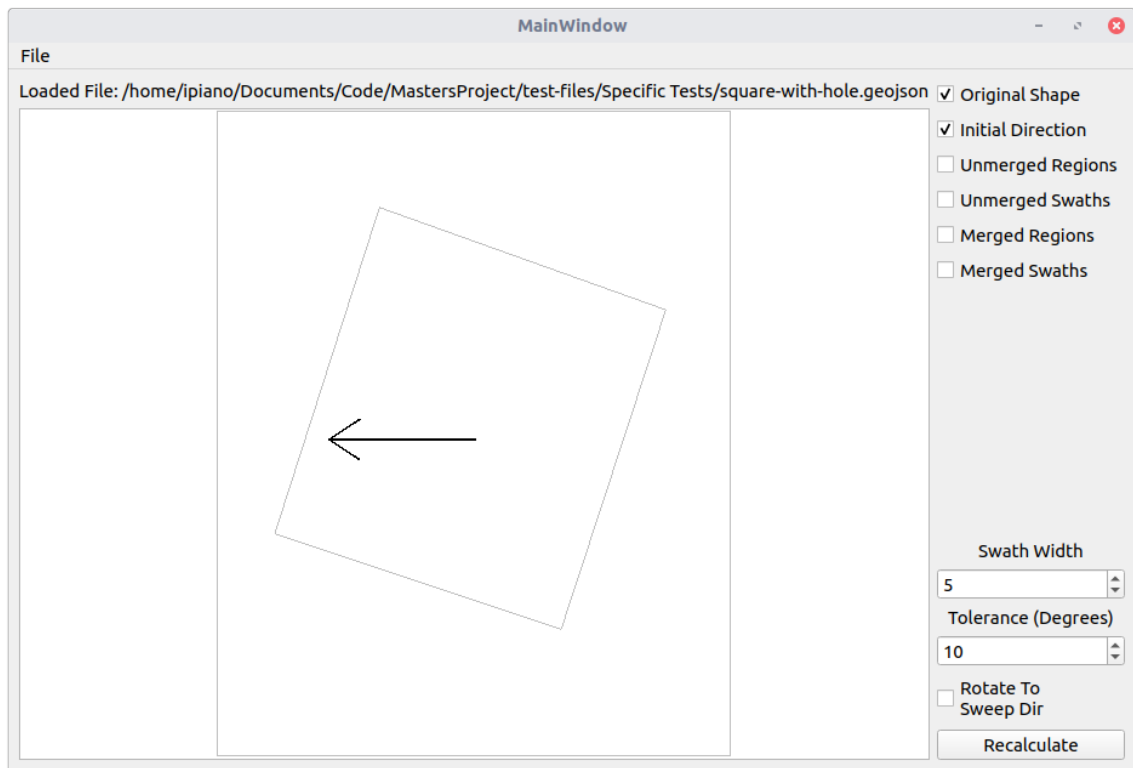 MainWindow
File
Loaded File: /home/ipiano/Documents/Code/MastersProject/test-files/Specific Tests/square-with-hole.geojson
Original Shape
Initial Direction
Unmerged Regions
Unmerged Swaths
Merged Regions
Merged Swaths
Swath Width
5
Tolerance (Degrees)
10
Rotate To
Sweep Dir
Recalculate